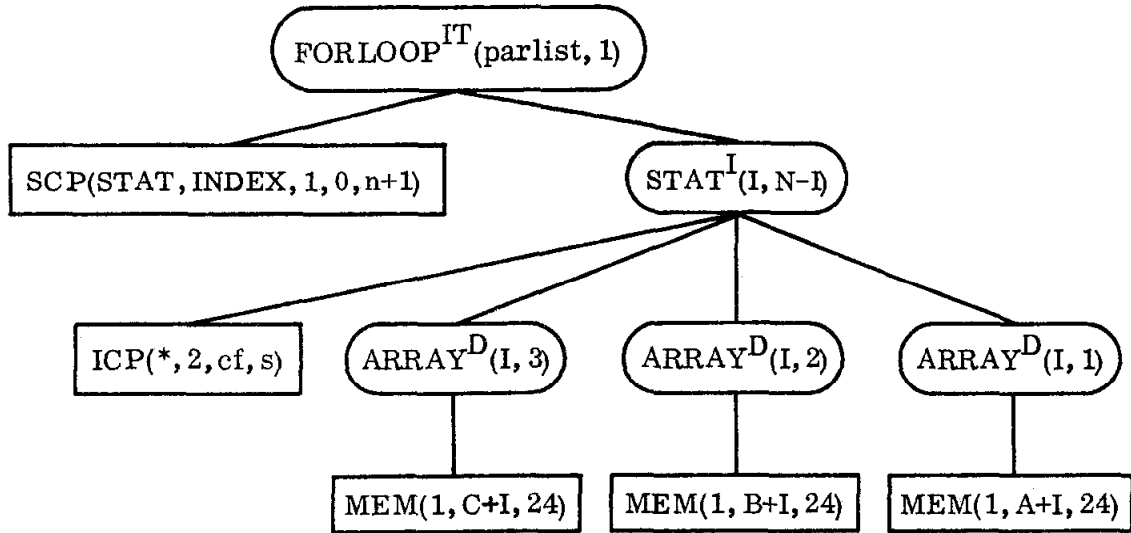 FORLOOP^IT(parlist, 1)
SCP(STAT, INDEX, 1, 0, n+1)
STAT^I(I, N-I)
ICP(*, 2, cf, s)
ARRAY^D(I, 3)
ARRAY^D(I, 2)
ARRAY^D(I, 1)
MEM(1, C+I, 24)
MEM(1, B+I, 24)
MEM(1, A+I, 24)